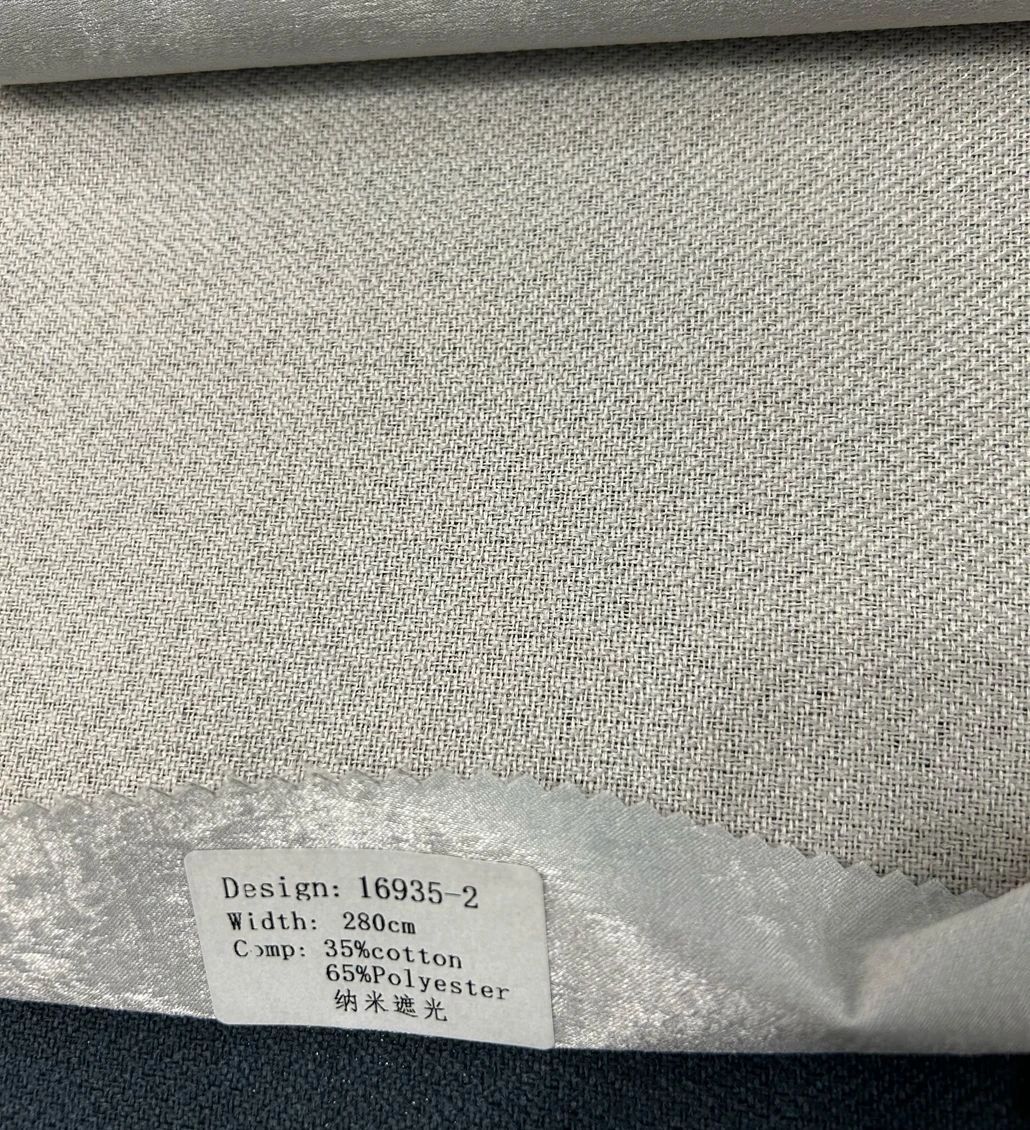 Design: 16935-2
Width: 280cm
Comp: 35%cotton
65%Polyester
纳米遮光